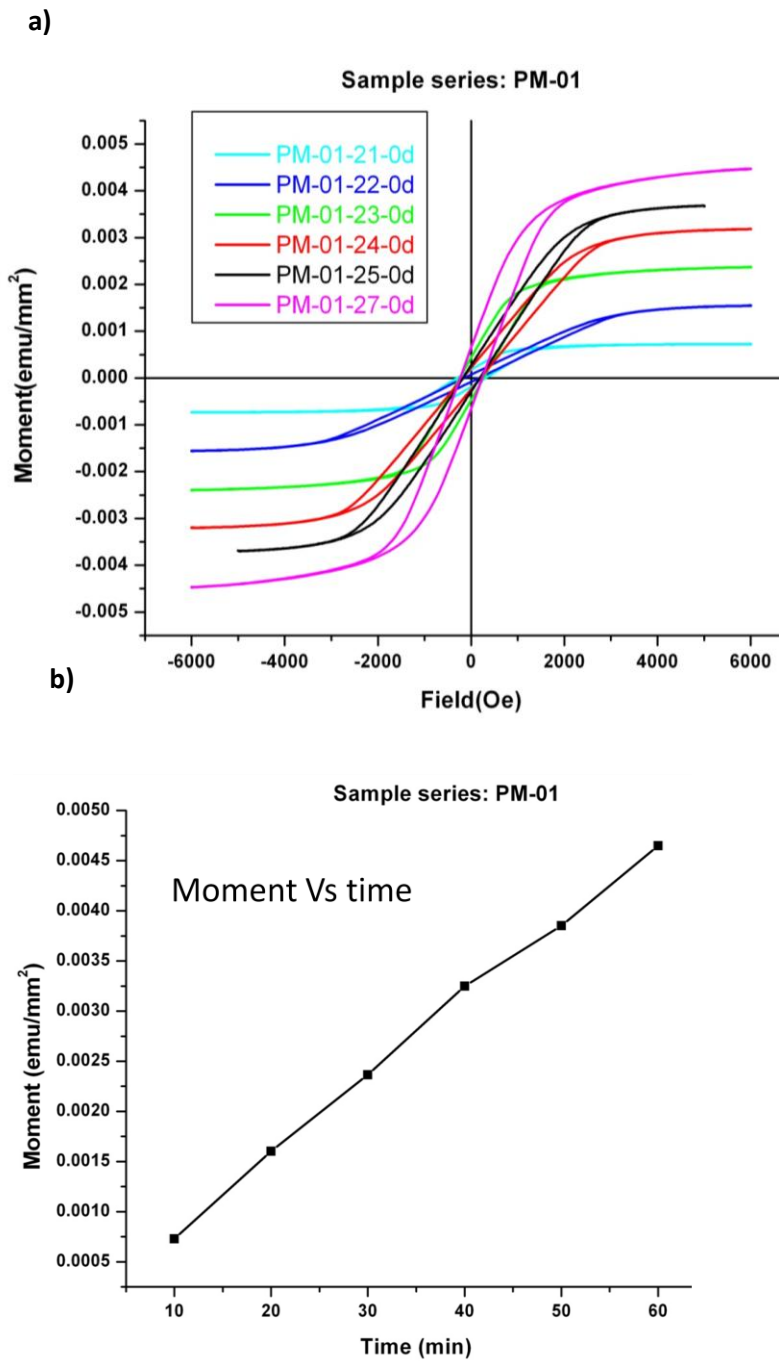 a)
Sample series: PM-01
PM-01-21-0d
PM-01-22-0d
PM-01-23-0d
PM-01-24-0d
PM-01-25-0d
PM-01-27-0d
0.005
0.004
0.003
0.002
0.001
0.000
-0.001
-0.002
-0.003
-0.004
-0.005
Moment(emu/mm²)
-6000 -4000 -2000 0 2000 4000 6000
Field(Oe)
b)
Sample series: PM-01
Moment Vs time
0.0050
0.0045
0.0040
0.0035
0.0030
0.0025
0.0020
0.0015
0.0010
0.0005
Moment (emu/mm²)
10 20 30 40 50 60
Time (min)